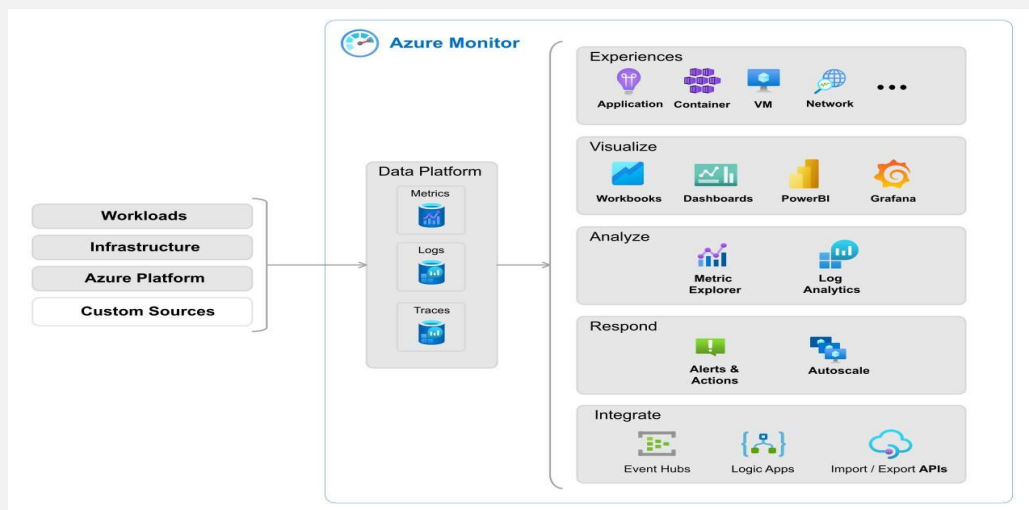 Azure Monitor
Workloads
Infrastructure
Azure Platform
Custom Sources
Data Platform
Metrics
Logs
Traces
Experiences
Application
Container
VM
Network
Visualize
Workbooks
Dashboards
PowerBI
Grafana
Analyze
Metric
Explorer
Log
Analytics
Respond
Alerts &
Actions
Autoscale
Integrate
Event Hubs
Logic Apps
Import / Export APIs